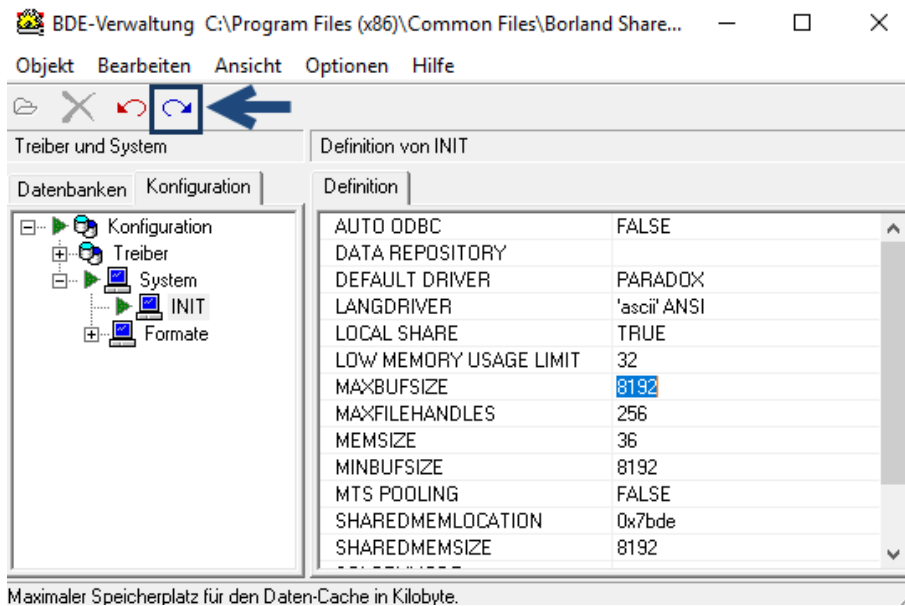 BDE-Verwaltung C:\Program Files (x86)\Common Files\Borland Share...
Objekt Bearbeiten Ansicht Optionen Hilfe
Treiber und System
Definition von INIT
Datenbanken Konfiguration
Definition
Konfiguration
Treiber
System
INIT
Formate
AUTO ODBC FALSE
DATA REPOSITORY
DEFAULT DRIVER PARADOX
LANGDRIVER 'ascii' ANSI
LOCAL SHARE TRUE
LOW MEMORY USAGE LIMIT 32
MAXBUFSIZE 8192
MAXFILEHANDLES 256
MEMSIZE 36
MINBUFSIZE 8192
MTS POOLING FALSE
SHAREDMEMLOCATION 0x7bde
SHAREDMEMSIZE 8192
Maximaler Speicherplatz für den Daten-Cache in Kilobyte.